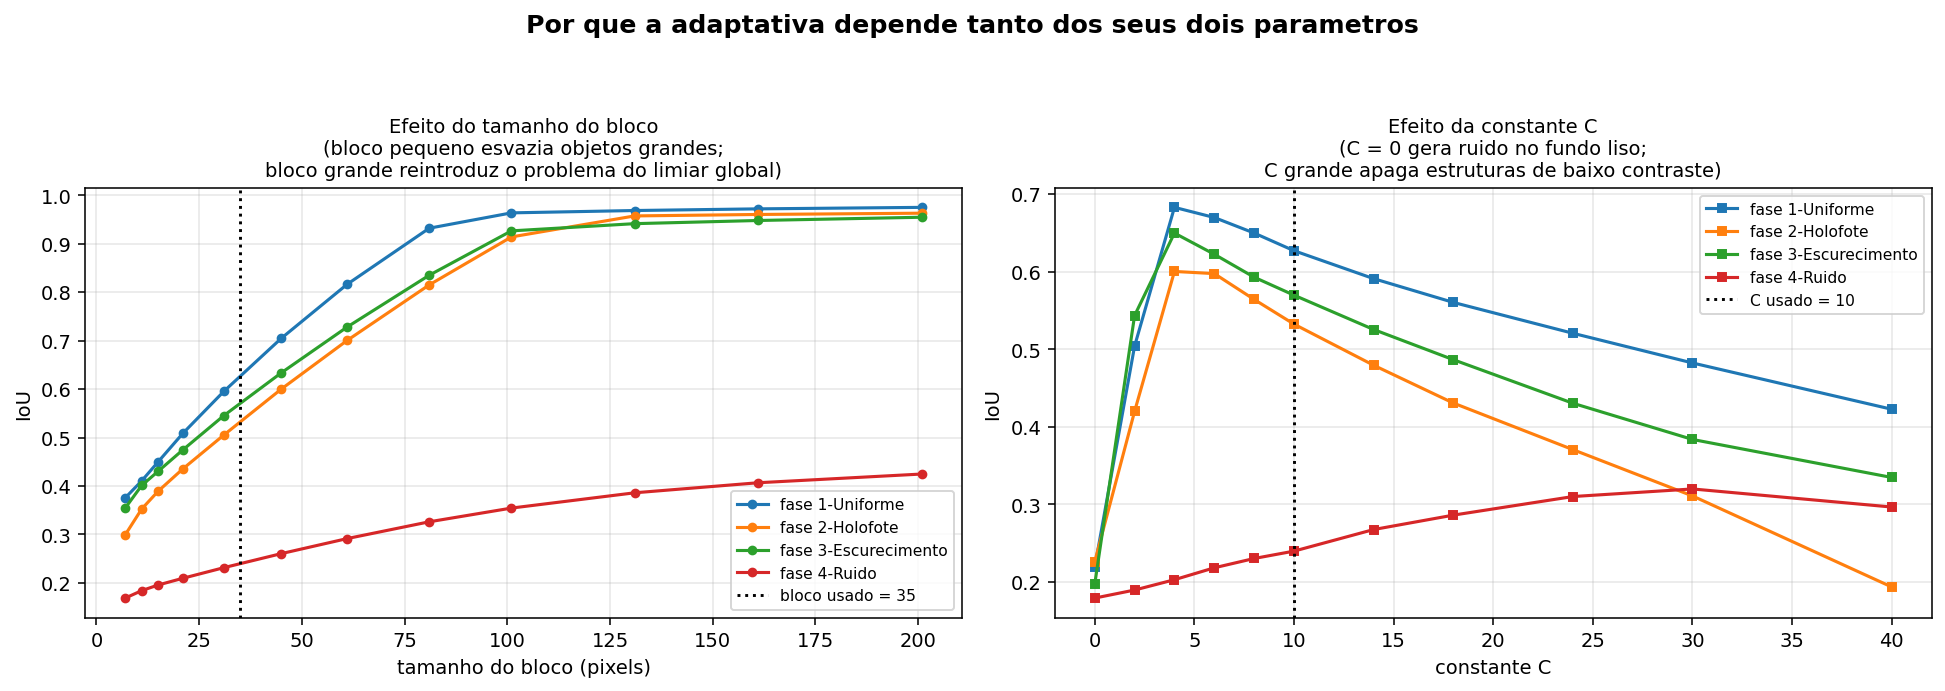 Por que a adaptativa depende tanto dos seus dois parametros
Efeito do tamanho do bloco
(bloco pequeno esvazia objetos grandes;
bloco grande reintroduz o problema do limiar global)
1.0
0.9
0.8
0.7
0.6
0.5
0.4
0.3
0.2
IoU
0 25 50 75 100 125 150 175 200
tamanho do bloco (pixels)
fase 1-Uniforme
fase 2-Holofote
fase 3-Escurecimento
fase 4-Ruido
bloco usado = 35
Efeito da constante C
(C = 0 gera ruido no fundo liso;
C grande apaga estruturas de baixo contraste)
0.7
0.6
0.5
0.4
0.3
0.2
IoU
0 5 10 15 20 25 30 35 40
constante C
fase 1-Uniforme
fase 2-Holofote
fase 3-Escurecimento
fase 4-Ruido
C usado = 10